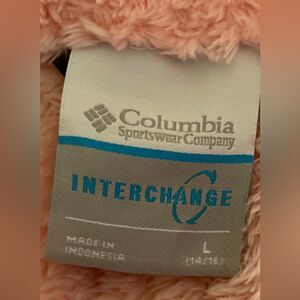 Columbia
Sportswear Company
INTERCHANGE
MADE IN
INDONESIA
L
(14/16)